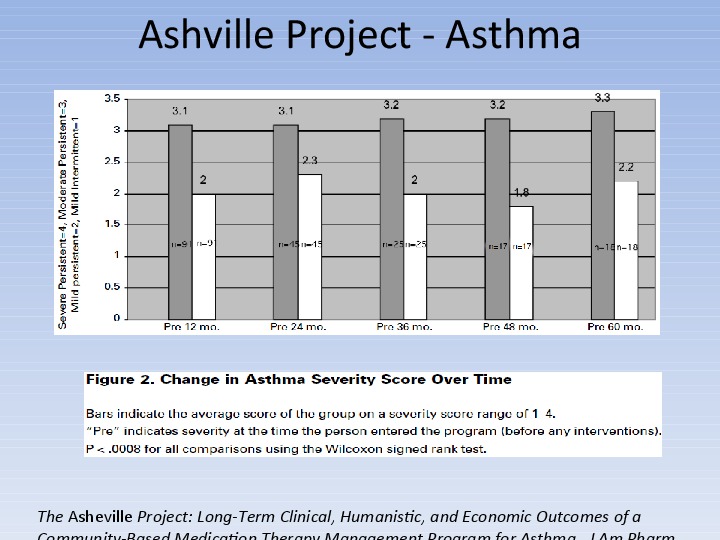 Ashville Project - Asthma
Severe Persistent=4, Moderate Persistent=3,
Mild persistent=2, Mild Intermittent=1
3.5
3
2.5
2
1.5
1
0.5
0
3.1
2
3.1
2.3
3.2
2
3.2
1.8
3.3
2.2
n=91 n=91
n=45 n=45
n=25 n=25
n=17 n=17
n=18 n=18
Pre 12 mo.
Pre 24 mo.
Pre 36 mo.
Pre 48 mo.
Pre 60 mo.
Figure 2. Change in Asthma Severity Score Over Time
Bars indicate the average score of the group on a severity score range of 1 4.
“Pre” indicates severity at the time the person entered the program (before any interventions).
P < .0008 for all comparisons using the Wilcoxon signed rank test.
The Asheville Project: Long-Term Clinical, Humanistic, and Economic Outcomes of a
Community-Based Medication Therapy Management Program for Asthma. J Am Pharm